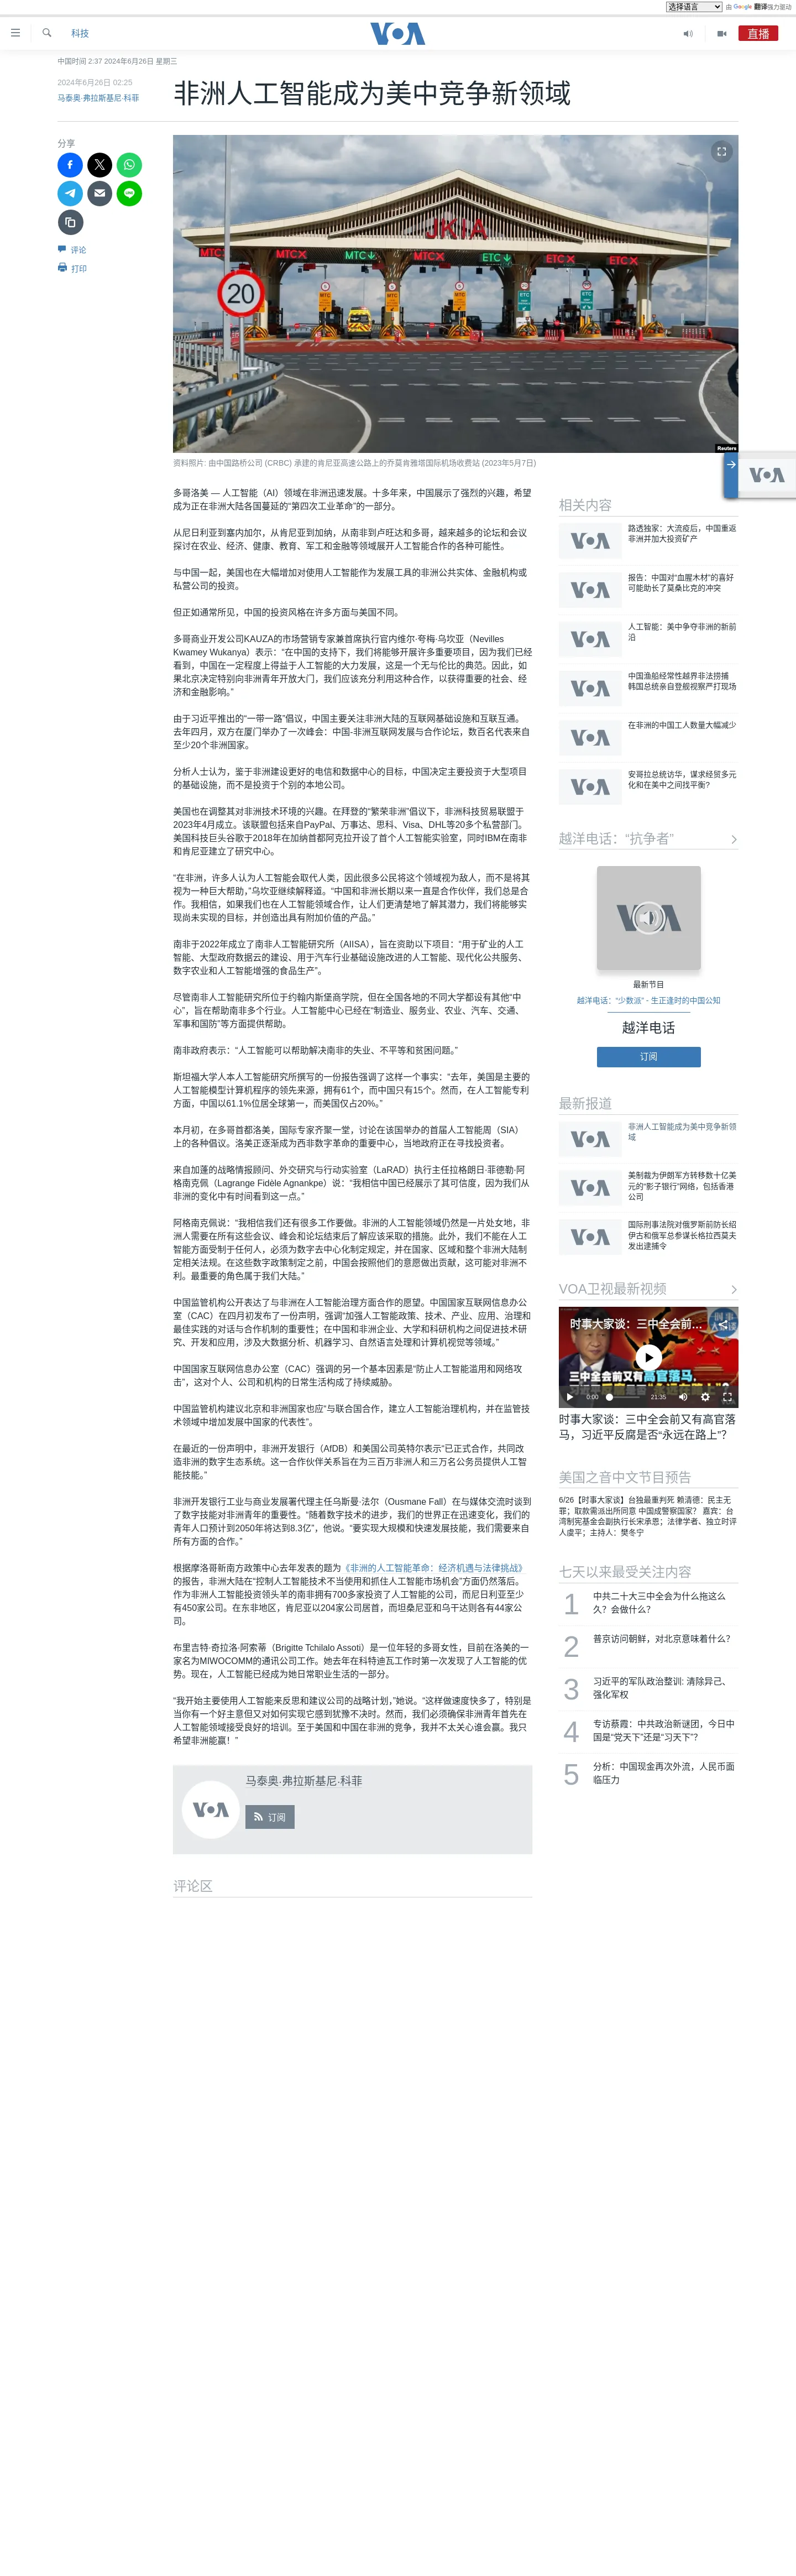 选择语言
由 Google 翻译强力驱动
科技
VOA
直播
中国时间 2:37 2024年6月26日 星期三
2024年6月26日 02:25
马泰奥·弗拉斯基尼·科菲
非洲人工智能成为美中竞争新领域
分享
评论
打印
JKIA
MTC
MTC
MTC
MTC
ETC
ETC
ETC
20
Reuters
资料照片: 由中国路桥公司 (CRBC) 承建的肯尼亚高速公路上的乔莫肯雅塔国际机场收费站 (2023年5月7日)
多哥洛美 — 人工智能（AI）领域在非洲迅速发展。十多年来，中国展示了强烈的兴趣，希望
成为正在非洲大陆各国蔓延的“第四次工业革命”的一部分。
从尼日利亚到塞内加尔，从肯尼亚到加纳，从南非到卢旺达和多哥，越来越多的论坛和会议
探讨在农业、经济、健康、教育、军工和金融等领域展开人工智能合作的各种可能性。
与中国一起，美国也在大幅增加对使用人工智能作为发展工具的非洲公共实体、金融机构或
私营公司的投资。
但正如通常所见，中国的投资风格在许多方面与美国不同。
多哥商业开发公司KAUZA的市场营销专家兼首席执行官内维尔·夸梅·乌坎亚（Nevilles
Kwamey Wukanya）表示：“在中国的支持下，我们将能够开展许多重要项目，因为我们已经
看到，中国在一定程度上得益于人工智能的大力发展，这是一个无与伦比的典范。因此，如
果北京决定特别向非洲青年开放大门，我们应该充分利用这种合作，以获得重要的社会、经
济和金融影响。”
由于习近平推出的“一带一路”倡议，中国主要关注非洲大陆的互联网基础设施和互联互通。
去年四月，双方在厦门举办了一次峰会：中国-非洲互联网发展与合作论坛，数百名代表来自
至少20个非洲国家。
分析人士认为，鉴于非洲建设更好的电信和数据中心的目标，中国决定主要投资于大型项目
的基础设施，而不是投资于个别的本地公司。
美国也在调整其对非洲技术环境的兴趣。在拜登的“繁荣非洲”倡议下，非洲科技贸易联盟于
2023年4月成立。该联盟包括来自PayPal、万事达、思科、Visa、DHL等20多个私营部门。
美国科技巨头谷歌于2018年在加纳首都阿克拉开设了首个人工智能实验室，同时IBM在南非
和肯尼亚建立了研究中心。
“在非洲，许多人认为人工智能会取代人类，因此很多公民将这个领域视为敌人，而不是将其
视为一种巨大帮助，”乌坎亚继续解释道。“中国和非洲长期以来一直是合作伙伴，我们总是合
作。我相信，如果我们也在人工智能领域合作，让人们更清楚地了解其潜力，我们将能够实
现尚未实现的目标，并创造出具有附加价值的产品。”
南非于2022年成立了南非人工智能研究所（AIISA），旨在资助以下项目：“用于矿业的人工
智能、大型政府数据云的建设、用于汽车行业基础设施改进的人工智能、现代化公共服务、
数字农业和人工智能增强的食品生产”。
尽管南非人工智能研究所位于约翰内斯堡商学院，但在全国各地的不同大学都设有其他“中
心”，旨在帮助南非多个行业。人工智能中心已经在“制造业、服务业、农业、汽车、交通、
军事和国防”等方面提供帮助。
南非政府表示：“人工智能可以帮助解决南非的失业、不平等和贫困问题。”
斯坦福大学人本人工智能研究所撰写的一份报告强调了这样一个事实：“去年，美国是主要的
人工智能模型计算机程序的领先来源，拥有61个，而中国只有15个。然而，在人工智能专利
方面，中国以61.1%位居全球第一，而美国仅占20%。”
本月初，在多哥首都洛美，国际专家齐聚一堂，讨论在该国举办的首届人工智能周（SIA）
上的各种倡议。洛美正逐渐成为西非数字革命的重要中心，当地政府正在寻找投资者。
来自加蓬的战略情报顾问、外交研究与行动实验室（LaRAD）执行主任拉格朗日·菲德勒·阿
格南克佩（Lagrange Fidèle Agnankpe）说：“我相信中国已经展示了其可信度，因为我们从
非洲的变化中有时间看到这一点。”
阿格南克佩说：“我相信我们还有很多工作要做。非洲的人工智能领域仍然是一片处女地，非
洲人需要在所有这些会议、峰会和论坛结束后了解应该采取的措施。此外，我们不能在人工
智能方面受制于任何人，必须为数字去中心化制定规定，并在国家、区域和整个非洲大陆制
定相关法规。在这些数字政策制定之前，中国会按照他们的意愿做出贡献，这可能对非洲不
利。最重要的角色属于我们大陆。”
中国监管机构公开表达了与非洲在人工智能治理方面合作的愿望。中国国家互联网信息办公
室（CAC）在四月初发布了一份声明，强调“加强人工智能政策、技术、产业、应用、治理和
最佳实践的对话与合作机制的重要性；在中国和非洲企业、大学和科研机构之间促进技术研
究、开发和应用，涉及大数据分析、机器学习、自然语言处理和计算机视觉等领域。”
中国国家互联网信息办公室（CAC）强调的另一个基本因素是“防止人工智能滥用和网络攻
击”，这对个人、公司和机构的日常生活构成了持续威胁。
中国监管机构建议北京和非洲国家也应“与联合国合作，建立人工智能治理机构，并在监管技
术领域中增加发展中国家的代表性”。
在最近的一份声明中，非洲开发银行（AfDB）和美国公司英特尔表示“已正式合作，共同改
造非洲的数字生态系统。这一合作伙伴关系旨在为三百万非洲人和三万名公务员提供人工智
能技能。”
非洲开发银行工业与商业发展署代理主任乌斯曼·法尔（Ousmane Fall）在与媒体交流时谈到
了数字技能对非洲青年的重要性。“随着数字技术的进步，我们的世界正在迅速变化，我们的
青年人口预计到2050年将达到8.3亿”，他说。“要实现大规模和快速发展技能，我们需要来自
所有方面的合作。”
根据摩洛哥新南方政策中心去年发表的题为《非洲的人工智能革命：经济机遇与法律挑战》
的报告，非洲大陆在“控制人工智能技术不当使用和抓住人工智能市场机会”方面仍然落后。
作为非洲人工智能投资领头羊的南非拥有700多家投资了人工智能的公司，而尼日利亚至少
有450家公司。在东非地区，肯尼亚以204家公司居首，而坦桑尼亚和乌干达则各有44家公
司。
布里吉特·奇拉洛·阿索蒂（Brigitte Tchilalo Assoti）是一位年轻的多哥女性，目前在洛美的一
家名为MIWOCOMM的通讯公司工作。她去年在科特迪瓦工作时第一次发现了人工智能的优
势。现在，人工智能已经成为她日常职业生活的一部分。
“我开始主要使用人工智能来反思和建议公司的战略计划，”她说。“这样做速度快多了，特别是
当你有一个好主意但又对如何实现它感到犹豫不决时。然而，我们必须确保非洲青年首先在
人工智能领域接受良好的培训。至于美国和中国在非洲的竞争，我并不太关心谁会赢。我只
希望非洲能赢！”
VOA
马泰奥·弗拉斯基尼·科菲
订阅
评论区
VOA
相关内容
VOA
路透独家：大流疫后，中国重返
非洲并加大投资矿产
VOA
报告：中国对“血腥木材”的喜好
可能助长了莫桑比克的冲突
VOA
人工智能：美中争夺非洲的新前
沿
VOA
中国渔船经常性越界非法捞捕
韩国总统亲自登舰视察严打现场
VOA
在非洲的中国工人数量大幅减少
VOA
安哥拉总统访华，谋求经贸多元
化和在美中之间找平衡?
越洋电话：“抗争者”
VOA
最新节目
越洋电话：“少数派” - 生正逢时的中国公知
越洋电话
订阅
最新报道
VOA
非洲人工智能成为美中竞争新领
域
VOA
美制裁为伊朗军方转移数十亿美
元的“影子银行”网络，包括香港
公司
VOA
国际刑事法院对俄罗斯前防长绍
伊古和俄军总参谋长格拉西莫夫
发出逮捕令
VOA卫视最新视频
时事大家谈：三中全会前…
三中全会前又有高官落马，
0:00
21:35
时事大家谈：三中全会前又有高官落
马，习近平反腐是否“永远在路上”？
美国之音中文节目预告
6/26【时事大家谈】台独最重判死 赖清德：民主无
罪；取款需派出所同意 中国成警察国家？ 嘉宾：台
湾制宪基金会副执行长宋承恩；法律学者、独立时评
人虞平；主持人：樊冬宁
七天以来最受关注内容
1
中共二十大三中全会为什么拖这么
久？会做什么？
2
普京访问朝鲜，对北京意味着什么？
3
习近平的军队政治整训: 清除异己、
强化军权
4
专访蔡霞：中共政治新谜团，今日中
国是“党天下”还是“习天下”？
5
分析：中国现金再次外流，人民币面
临压力